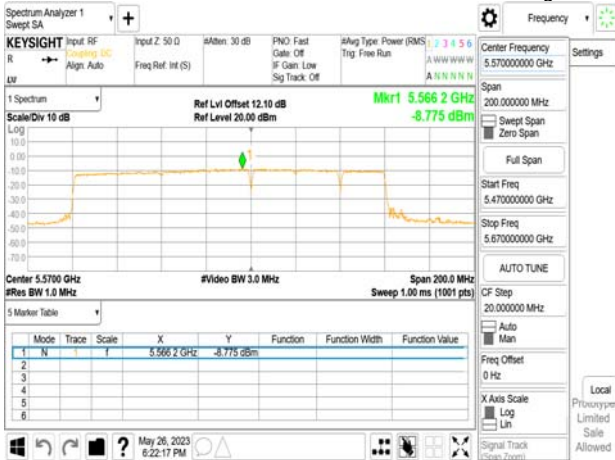 Spectrum Analyzer 1
Swept SA
Frequency
KEYSIGHT
R
Input: RF
Coupling: DC
Align: Auto
Input Z: 50 Ω
Freq Ref: Int (S)
#Atten: 30 dB
PNO: Fast
Gate: Off
IF Gain: Low
Sig Track: Off
#Avg Type: Power (RMS
Trig: Free Run
1 2 3 4 5 6
A W W W W W
A N N N N N
LW
1 Spectrum
Scale/Div 10 dB
Ref Lvl Offset 12.10 dB
Ref Level 20.00 dBm
Mkr1 5.566 2 GHz
-8.775 dBm
Log
10.0
0.00
-10.0
-20.0
-30.0
-40.0
-50.0
-60.0
-70.0
1
Center 5.5700 GHz
#Res BW 1.0 MHz
#Video BW 3.0 MHz
Span 200.0 MHz
Sweep 1.00 ms (1001 pts)
5 Marker Table
Mode Trace Scale X Y Function Function Width Function Value
1 N 1 f 5.566 2 GHz -8.775 dBm
2
3
4
5
6
May 26, 2023
6:22:17 PM
Center Frequency
5.570000000 GHz
Span
200.000000 MHz
Swept Span
Zero Span
Full Span
Start Freq
5.470000000 GHz
Stop Freq
5.670000000 GHz
AUTO TUNE
CF Step
20.000000 MHz
Auto
Man
Freq Offset
0 Hz
X Axis Scale
Log
Lin
Signal Track
(Span Zoom)
Settings
Local
Prototype
Limited
Sale
Allowed